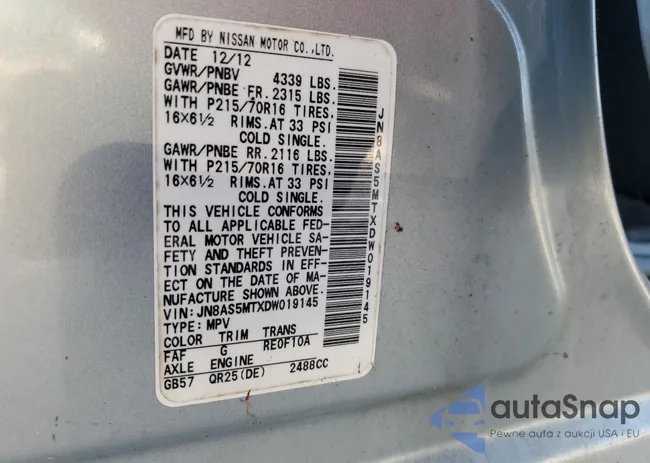 MFD BY NISSAN MOTOR CO.,LTD.
DATE 12/12
GVWR/PNBV 4339 LBS.
GAWR/PNBE FR. 2315 LBS.
WITH P215/70R16 TIRES,
16X6½ RIMS.AT 33 PSI
COLD SINGLE.
GAWR/PNBE RR. 2116 LBS.
WITH P215/70R16 TIRES,
16X6½ RIMS.AT 33 PSI
COLD SINGLE.
THIS VEHICLE CONFORMS
TO ALL APPLICABLE FED-
ERAL MOTOR VEHICLE SA-
FETY AND THEFT PREVEN-
TION STANDARDS IN EFF-
ECT ON THE DATE OF MA-
NUFACTURE SHOWN ABOVE.
VIN: JN8AS5MTXDW019145
TYPE: MPV
COLOR TRIM TRANS
FAF G RE0F10A
AXLE ENGINE
GB57 QR25(DE) 2488CC
JN8AS5MTXDW019145
autaSnap
Pewne auta z aukcji USA i EU